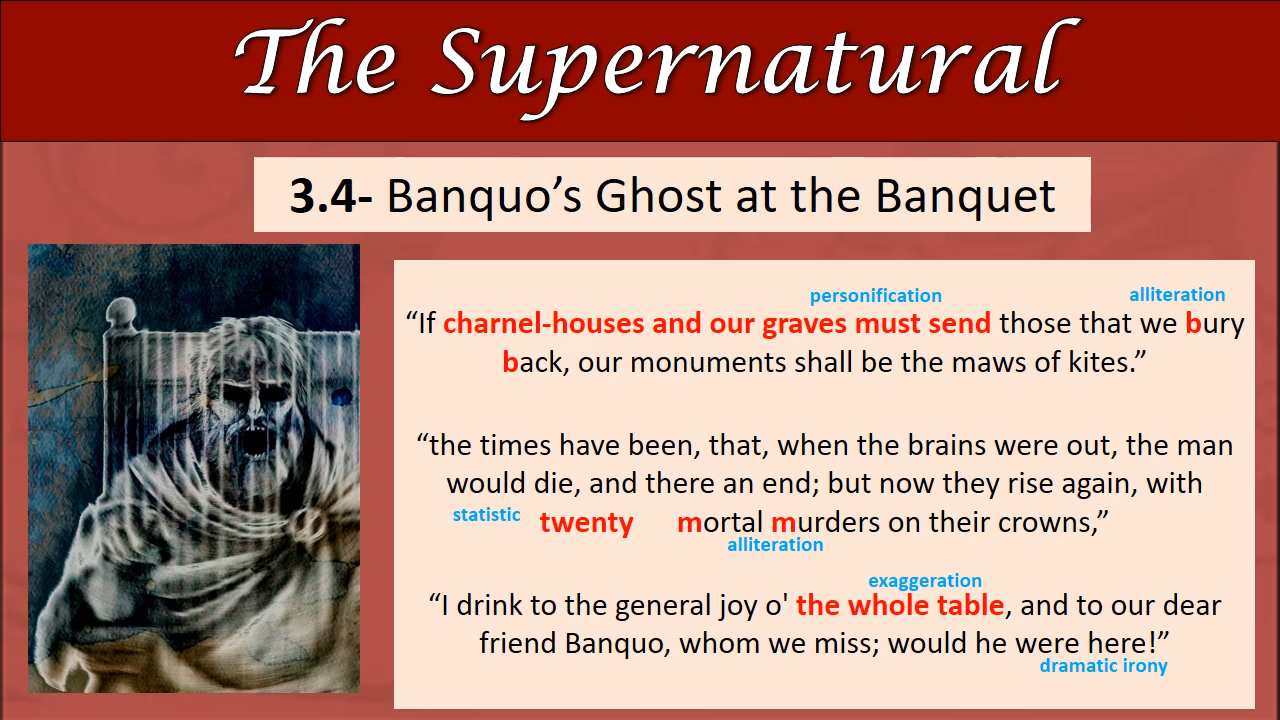 The Supernatural
3.4- Banquo’s Ghost at the Banquet
personification alliteration
“If charnel-houses and our graves must send those that we bury
back, our monuments shall be the maws of kites.”
“the times have been, that, when the brains were out, the man
would die, and there an end; but now they rise again, with
statistic twenty mortal murders on their crowns,”
alliteration
exaggeration
“I drink to the general joy o' the whole table, and to our dear
friend Banquo, whom we miss; would he were here!”
dramatic irony